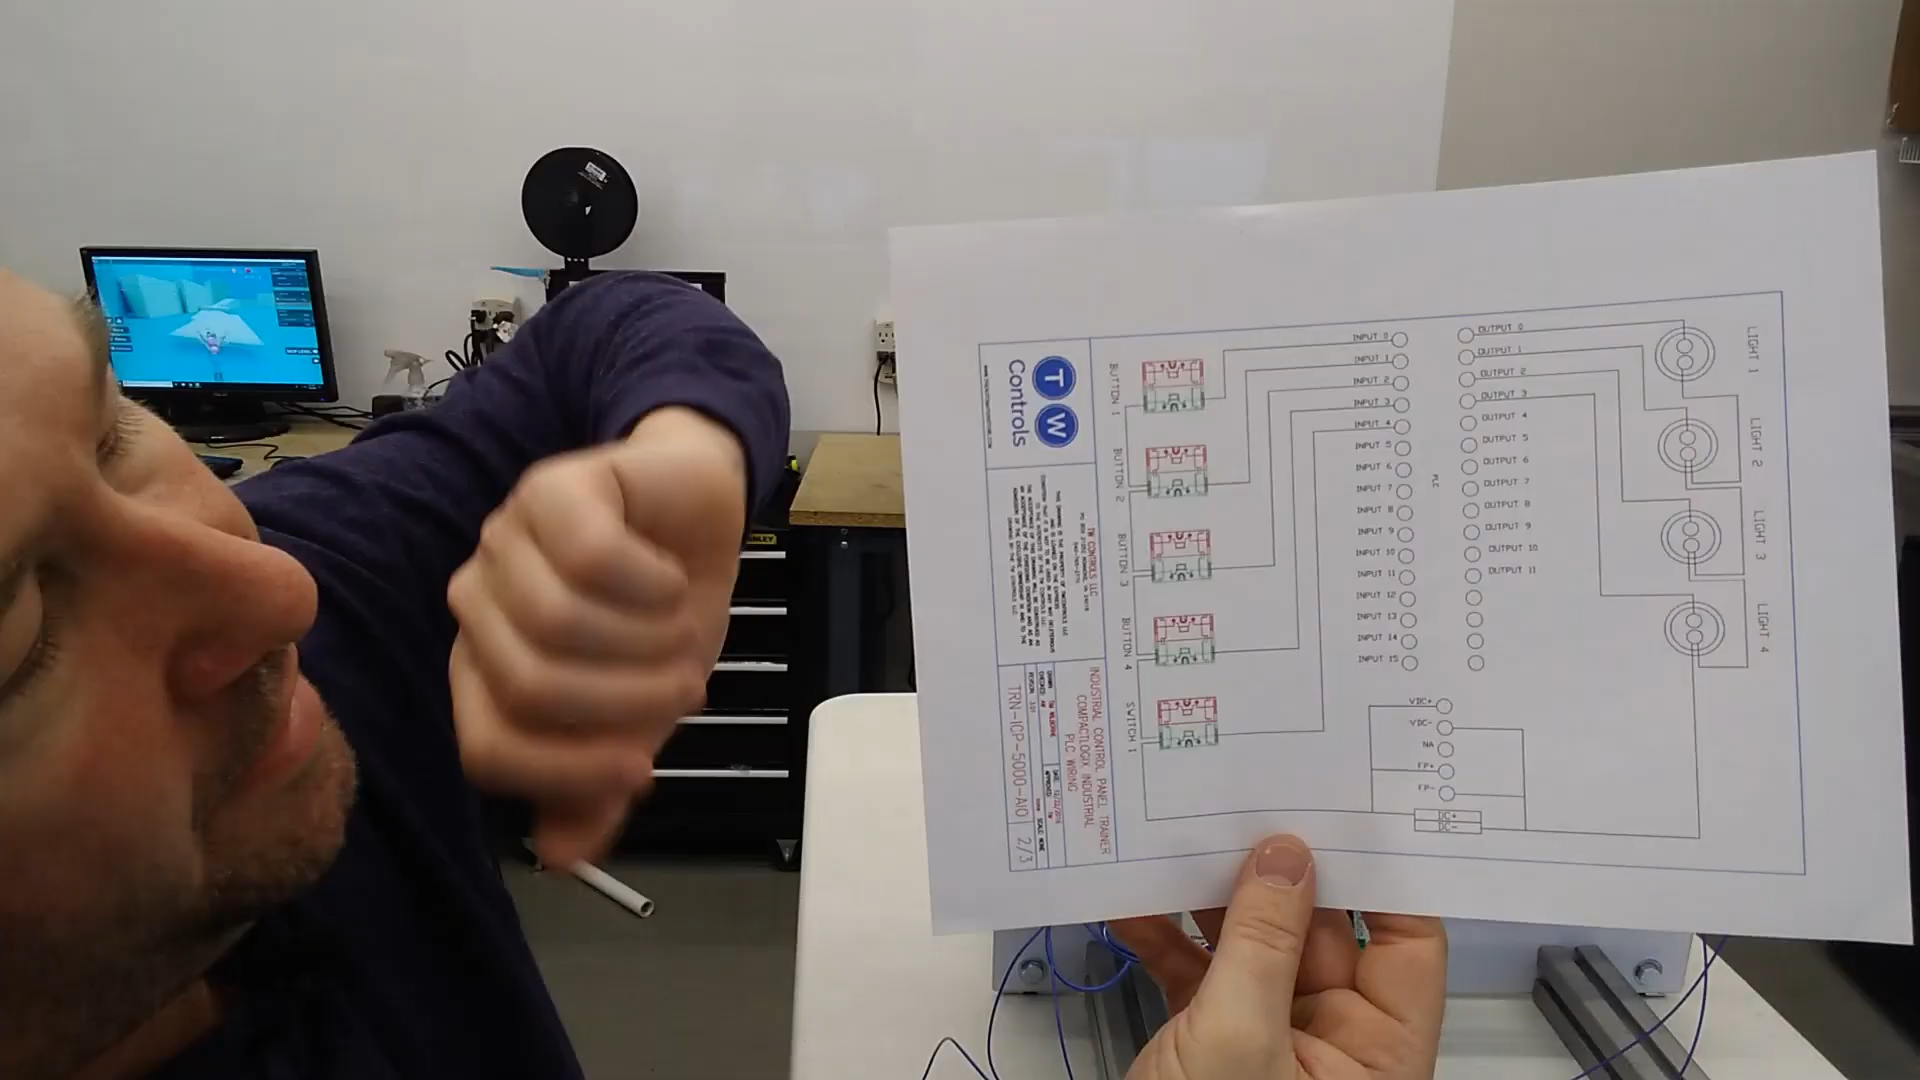 INPUT 0
INPUT 1
INPUT 2
INPUT 3
INPUT 4
INPUT 5
INPUT 6
INPUT 7
INPUT 8
INPUT 9
INPUT 10
INPUT 11
INPUT 12
INPUT 13
INPUT 14
INPUT 15
PLC
OUTPUT 0
OUTPUT 1
OUTPUT 2
OUTPUT 3
OUTPUT 4
OUTPUT 5
OUTPUT 6
OUTPUT 7
OUTPUT 8
OUTPUT 9
OUTPUT 10
OUTPUT 11
VDC+
VDC-
NA
FP+
FP-
DC+
DC-
LIGHT 1
LIGHT 2
LIGHT 3
LIGHT 4
BUTTON 1
BUTTON 2
BUTTON 3
BUTTON 4
SWITCH 1
TW
Controls
TW CONTROLS LLC
INDUSTRIAL CONTROL PANEL TRAINER
COMPACTLOGIX INDUSTRIAL
PLC WIRING
TRN-ICP-5000-AIO
2/3